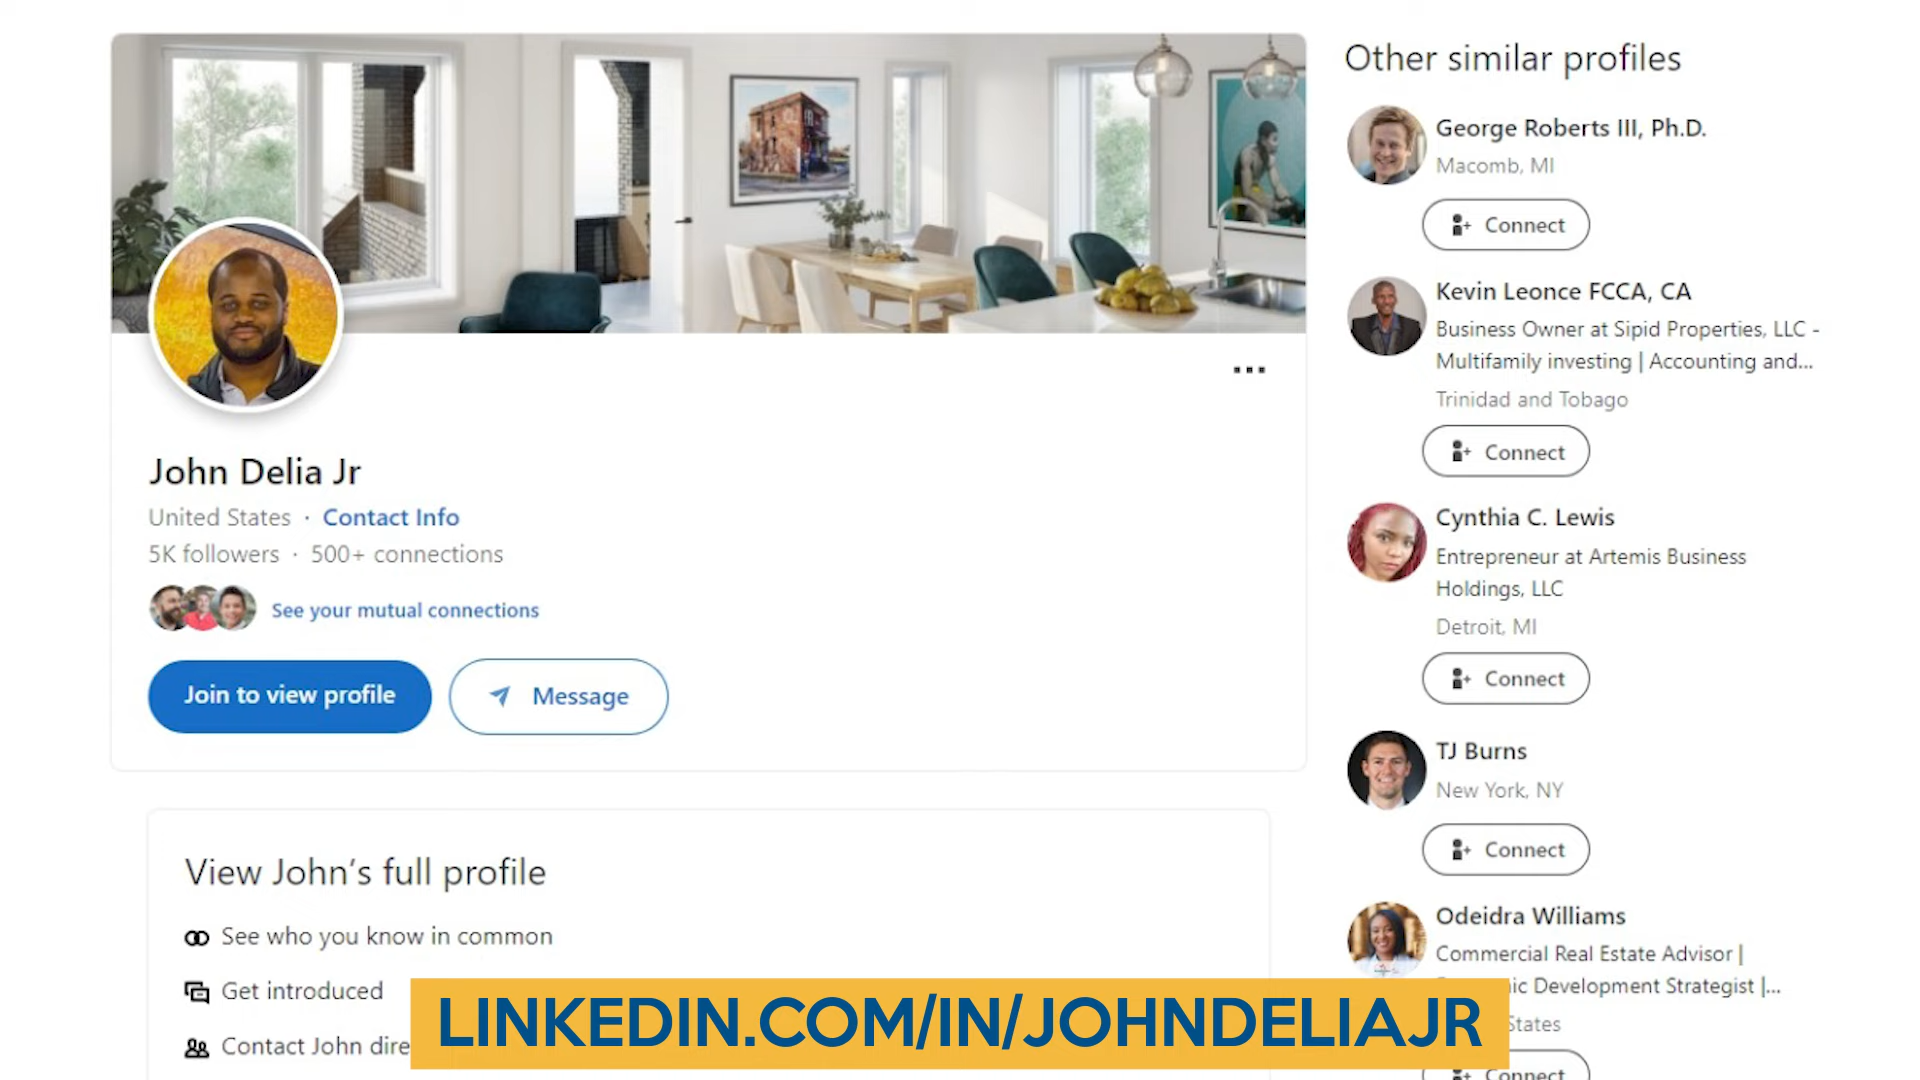 John Delia Jr
United States · Contact Info
5K followers · 500+ connections
See your mutual connections
Join to view profile
Message
View John's full profile
See who you know in common
Get introduced
Contact John dire
Other similar profiles
George Roberts III, Ph.D.
Macomb, MI
Connect
Kevin Leonce FCCA, CA
Business Owner at Sipid Properties, LLC -
Multifamily investing | Accounting and...
Trinidad and Tobago
Connect
Cynthia C. Lewis
Entrepreneur at Artemis Business
Holdings, LLC
Detroit, MI
Connect
TJ Burns
New York, NY
Connect
Odeidra Williams
Commercial Real Estate Advisor |
ic Development Strategist |...
States
Connect
LINKEDIN.COM/IN/JOHNDELIAJR